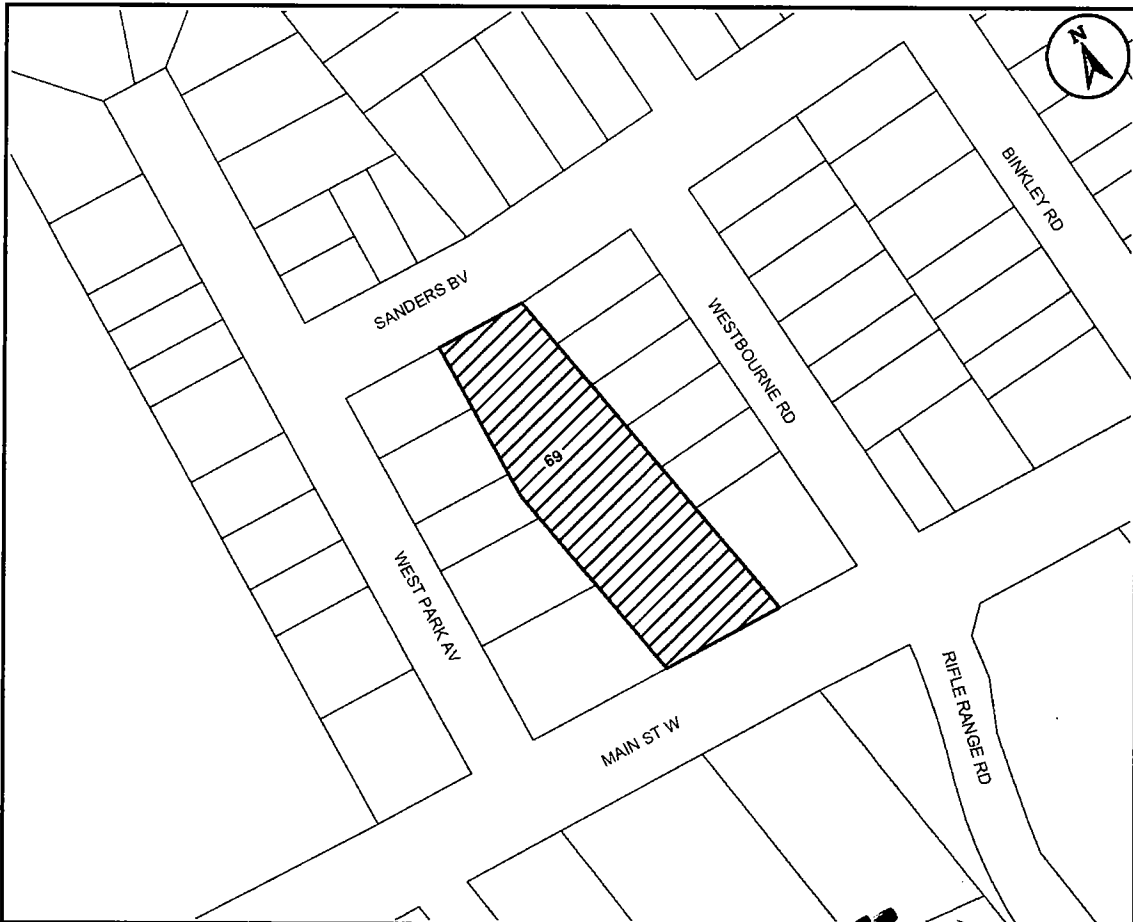 N
BINKLEY RD
SANDERS BV
WESTBOURNE RD
69
WEST PARK AV
MAIN ST W
RIFLE RANGE RD